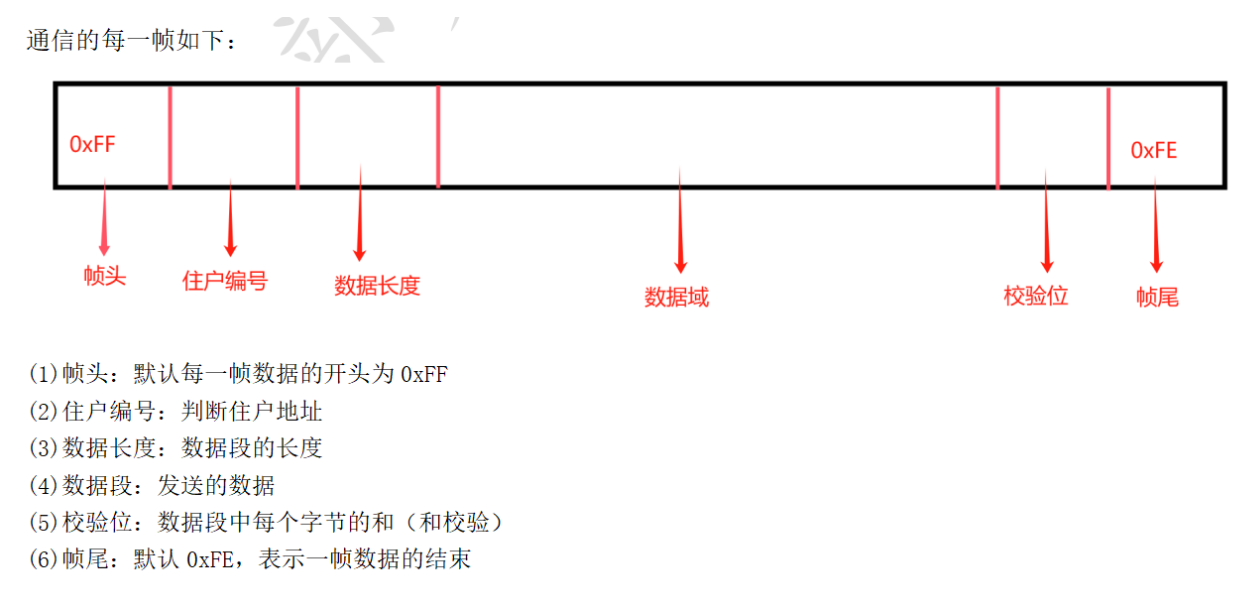 通信的每一帧如下：
0xFF
0xFE
帧头
住户编号
数据长度
数据域
校验位
帧尾
(1)帧头：默认每一帧数据的开头为 0xFF
(2)住户编号：判断住户地址
(3)数据长度：数据段的长度
(4)数据段：发送的数据
(5)校验位：数据段中每个字节的和（和校验）
(6)帧尾：默认 0xFE，表示一帧数据的结束